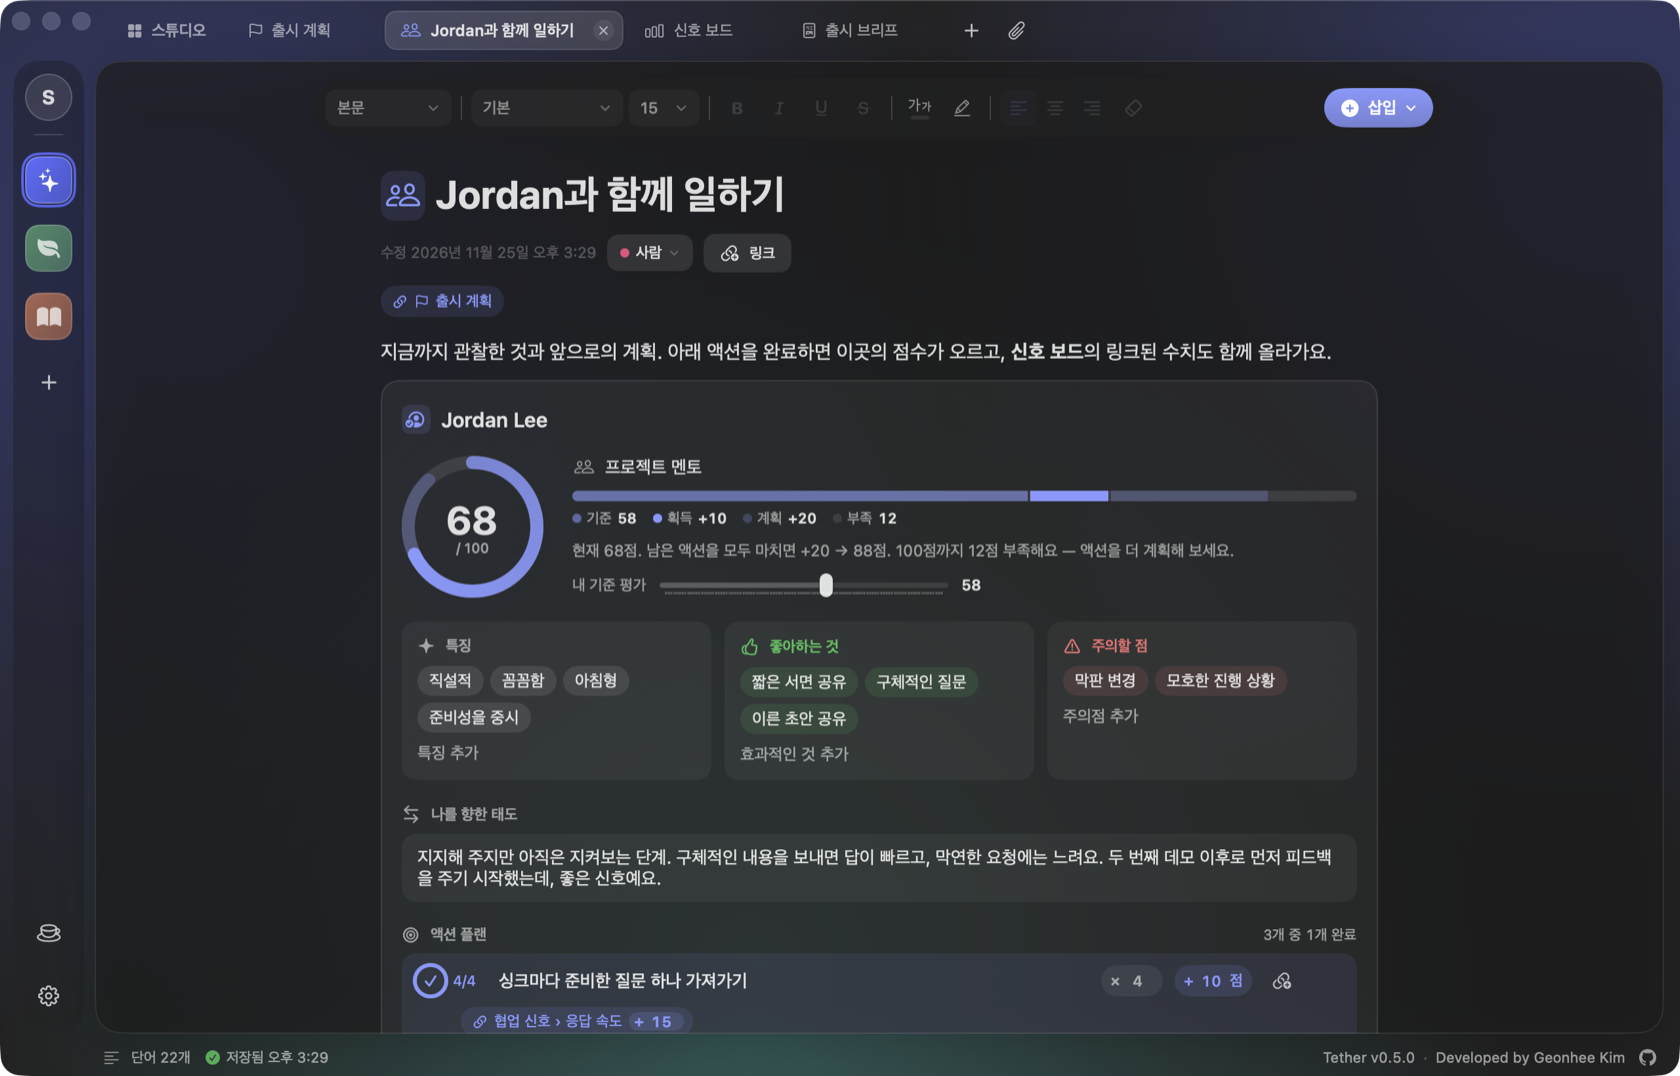 스튜디오
출시 계획
Jordan과 함께 일하기
신호 보드
출시 브리프
S
본문
기본
15
B I U S 가가
삽입
Jordan과 함께 일하기
수정 2026년 11월 25일 오후 3:29
사람
링크
출시 계획
지금까지 관찰한 것과 앞으로의 계획. 아래 액션을 완료하면 이곳의 점수가 오르고, 신호 보드의 링크된 수치도 함께 올라가요.
Jordan Lee
68
/ 100
프로젝트 멘토
기준 58 획득 +10 계획 +20 부족 12
현재 68점. 남은 액션을 모두 마치면 +20 → 88점. 100점까지 12점 부족해요 — 액션을 더 계획해 보세요.
내 기준 평가 58
특징
직설적 꼼꼼함 아침형
준비성을 중시
특징 추가
좋아하는 것
짧은 서면 공유 구체적인 질문
이른 초안 공유
효과적인 것 추가
주의할 점
막판 변경 모호한 진행 상황
주의점 추가
나를 향한 태도
지지해 주지만 아직은 지켜보는 단계. 구체적인 내용을 보내면 답이 빠르고, 막연한 요청에는 느려요. 두 번째 데모 이후로 먼저 피드백
을 주기 시작했는데, 좋은 신호예요.
액션 플랜
3개 중 1개 완료
4/4 싱크마다 준비한 질문 하나 가져가기 × 4 + 10 점
협업 신호 › 응답 속도 + 15
단어 22개 저장됨 오후 3:29
Tether v0.5.0 · Developed by Geonhee Kim